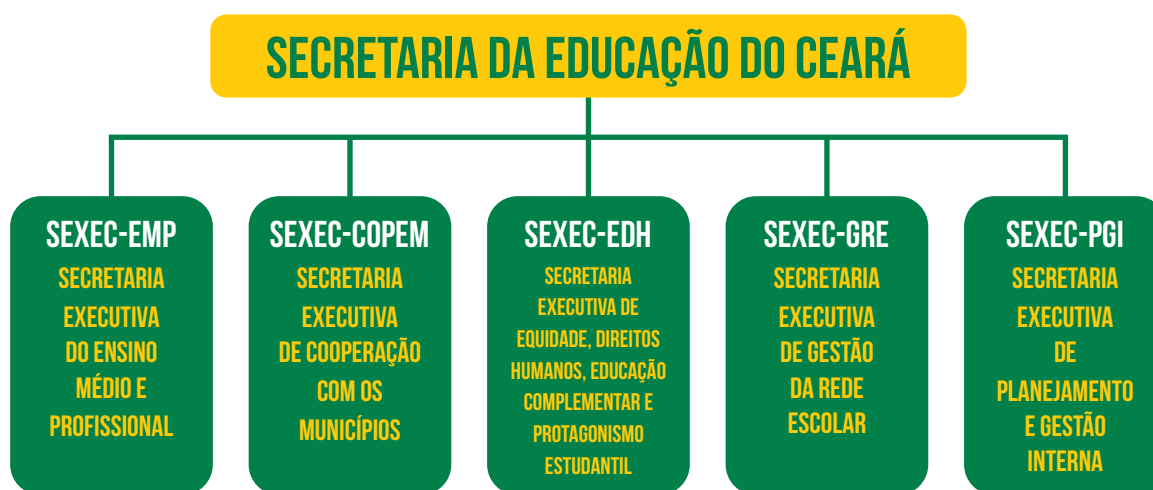 SECRETARIA DA EDUCAÇÃO DO CEARÁ
SEXEC-EMP
SECRETARIA
EXECUTIVA
DO ENSINO
MÉDIO E
PROFISSIONAL
SEXEC-COPEM
SECRETARIA
EXECUTIVA
DE COOPERAÇÃO
COM OS
MUNICÍPIOS
SEXEC-EDH
SECRETARIA
EXECUTIVA DE
EQUIDADE, DIREITOS
HUMANOS, EDUCAÇÃO
COMPLEMENTAR E
PROTAGONISMO
ESTUDANTIL
SEXEC-GRE
SECRETARIA
EXECUTIVA
DE GESTÃO
DA REDE
ESCOLAR
SEXEC-PGI
SECRETARIA
EXECUTIVA
DE
PLANEJAMENTO
E GESTÃO
INTERNA